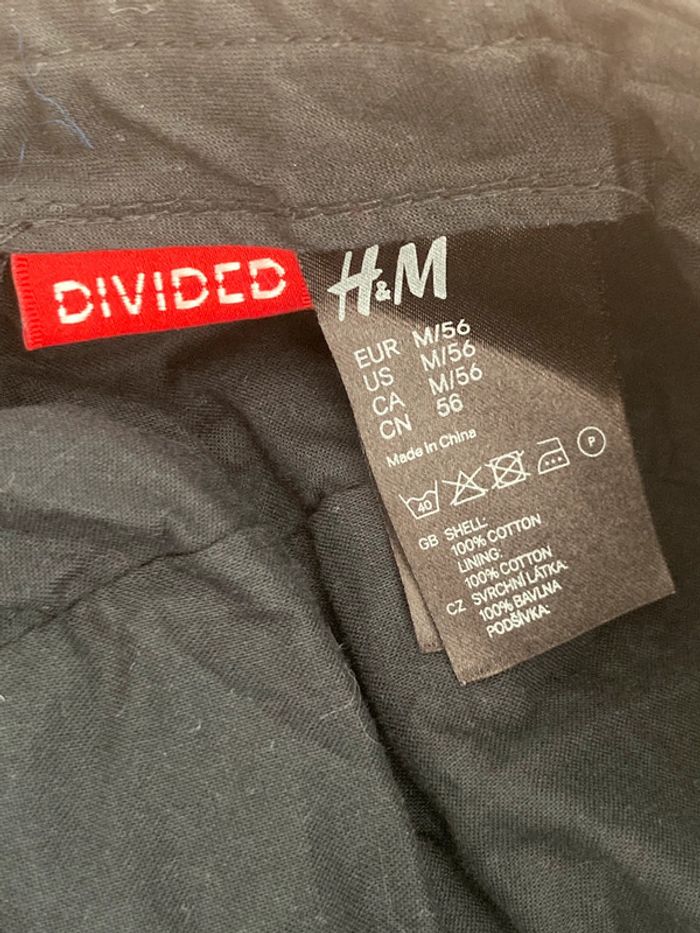 DIVIDED
H&M
EUR M/56
US M/56
CA M/56
CN 56
Made in China
40 P
GB SHELL:
100% COTTON
LINING:
100% COTTON
CZ SVRCHNÍ LÁTKA:
100% BAVLNA
PODŠÍVKA: